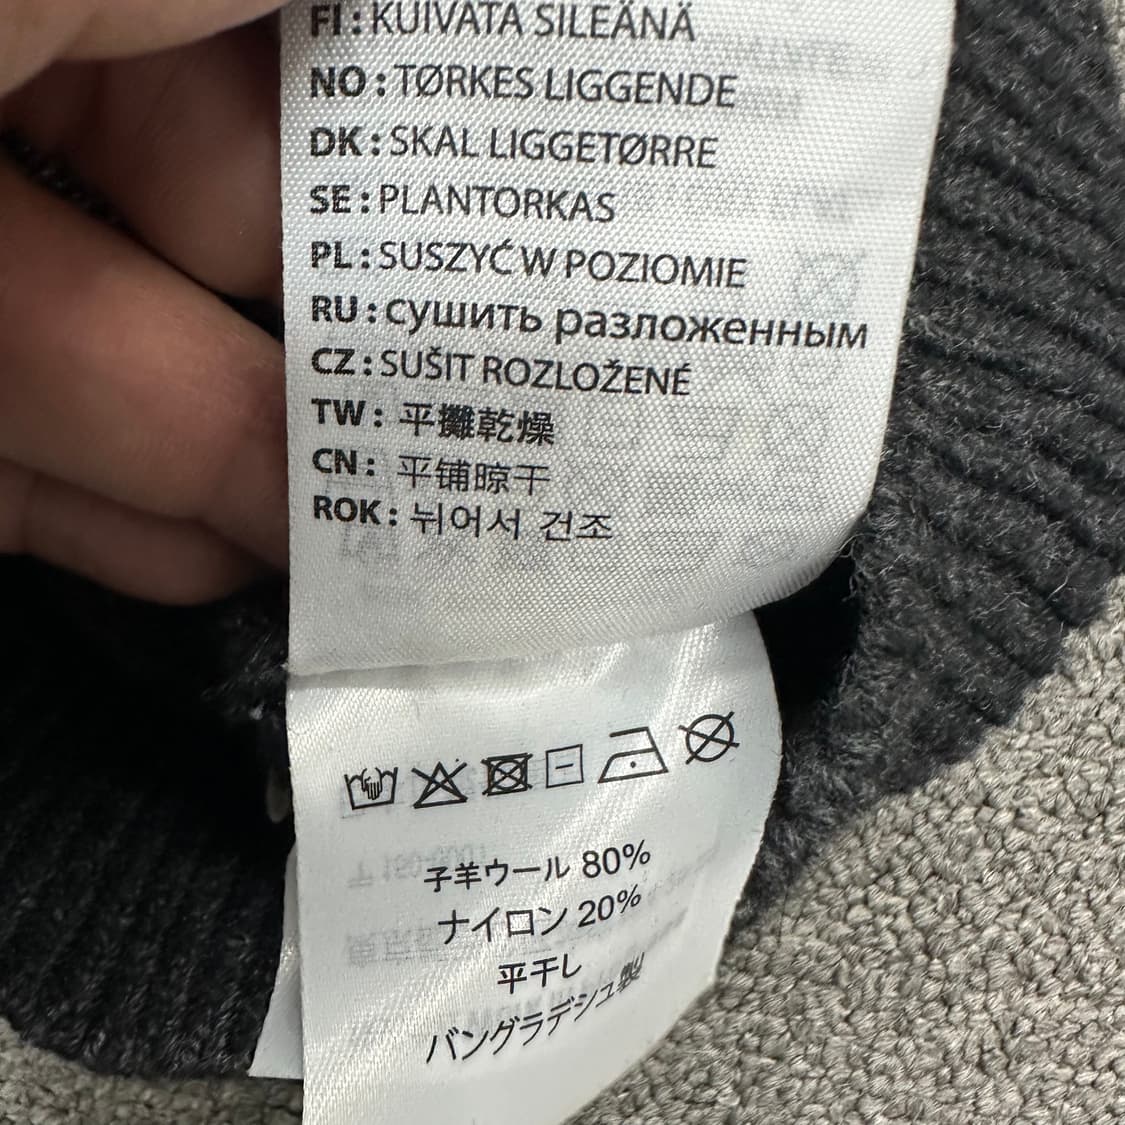 FI : KUIVATA SILEÄNÄ
NO : TØRKES LIGGENDE
DK : SKAL LIGGETØRRE
SE : PLANTORKAS
PL : SUSZYĆ W POZIOMIE
RU : сушить разложенным
CZ : SUŠIT ROZLOŽENÉ
TW : 平攤乾燥
CN : 平铺晾干
ROK : 뉘어서 건조
子羊ウール 80%
ナイロン 20%
平干し
バングラデシュ製